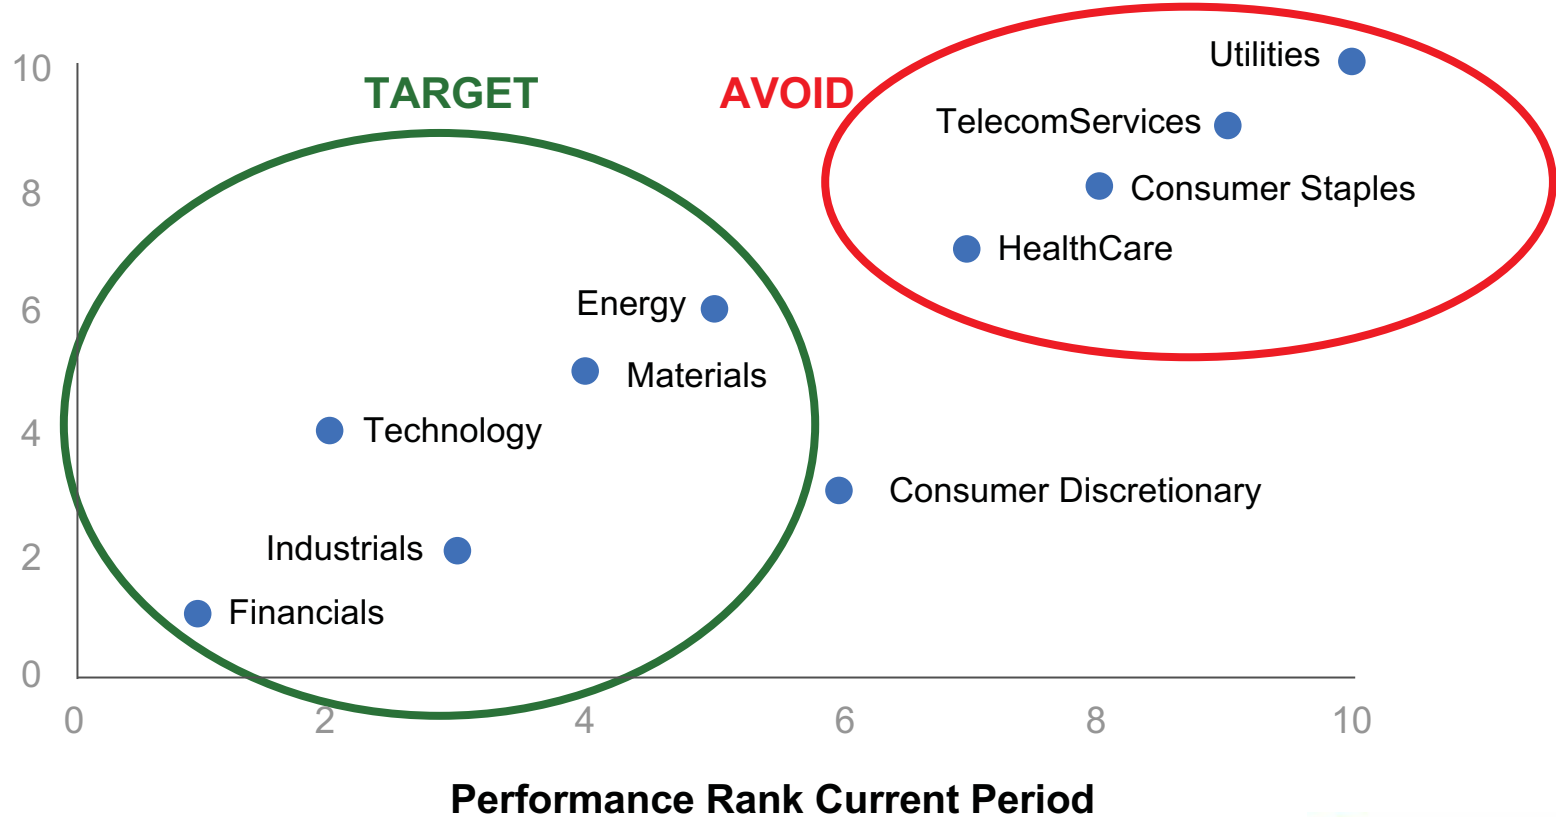 Utilities
10
TARGET
AVOID
TelecomServices
8
Consumer Staples
HealthCare
6
Energy
Materials
4
Technology
Consumer Discretionary
2
Industrials
Financials
0
0 2 4 6 8 10
Performance Rank Current Period